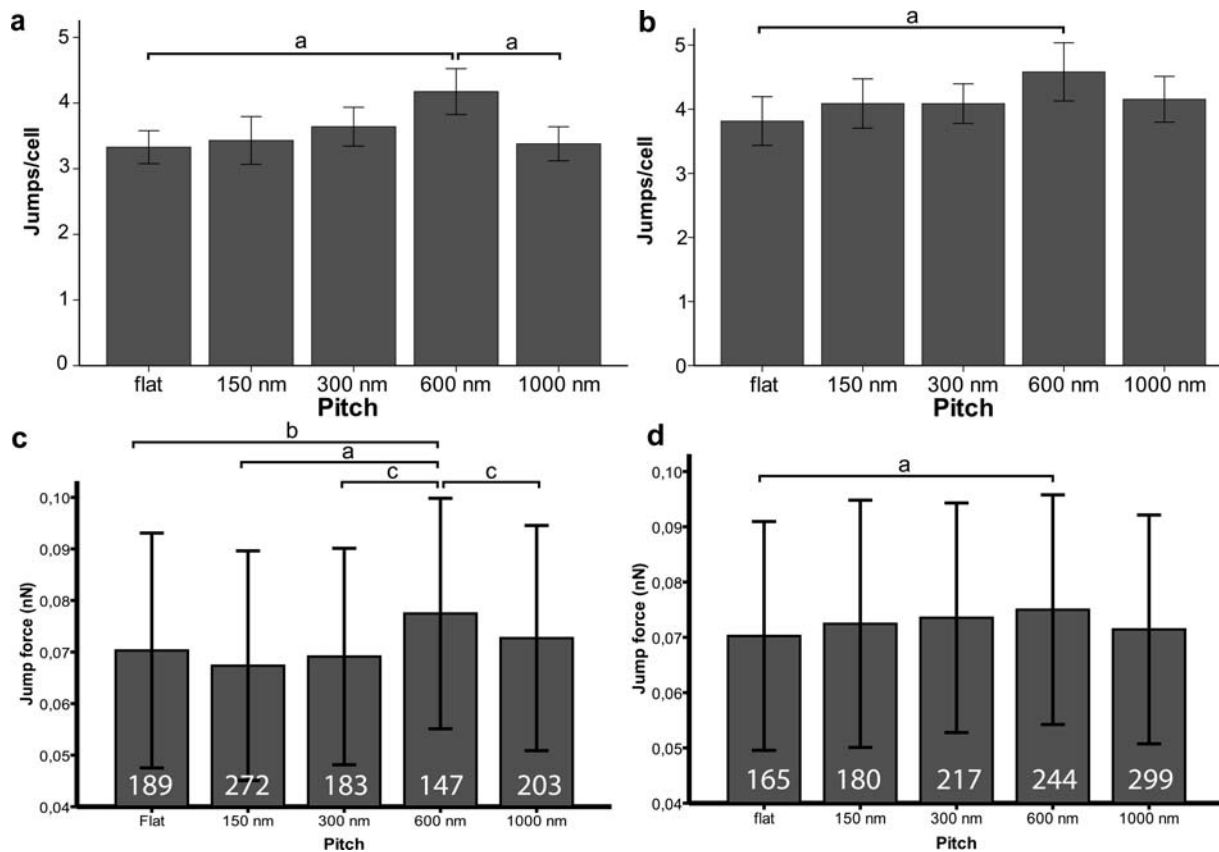 a
5
4
3
2
1
0
Jumps/cell
a
a
flat 150 nm 300 nm 600 nm 1000 nm
Pitch
b
5
4
3
2
1
0
Jumps/cell
a
flat 150 nm 300 nm 600 nm 1000 nm
Pitch
c
b
a
c c
0,10
0,09
0,08
0,07
0,06
0,05
0,04
Jump force (nN)
189 272 183 147 203
Flat 150 nm 300 nm 600 nm 1000 nm
Pitch
d
a
0,10
0,09
0,08
0,07
0,06
0,05
0,04
Jump force (nN)
165 180 217 244 299
flat 150 nm 300 nm 600 nm 1000 nm
Pitch